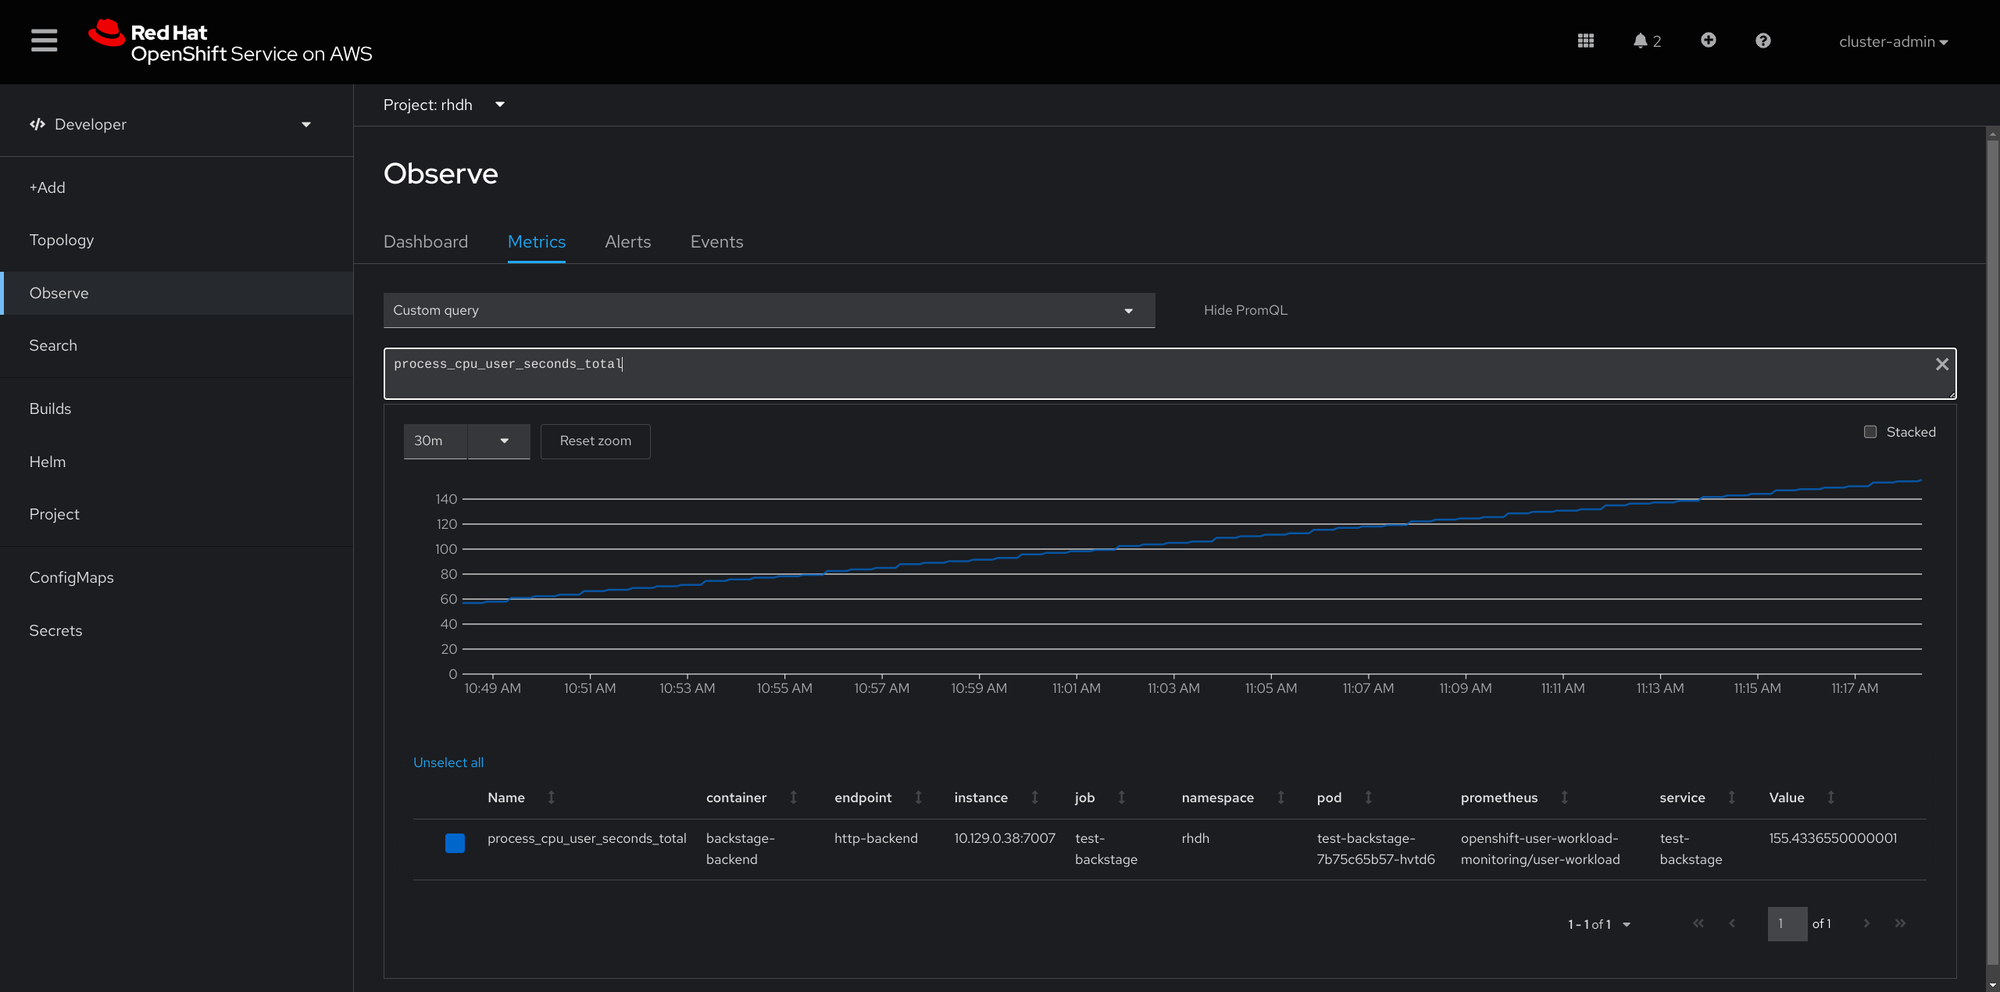 Red Hat
OpenShift Service on AWS
2
cluster-admin
Developer
+Add
Topology
Observe
Search
Builds
Helm
Project
ConfigMaps
Secrets
Project: rhdh
Observe
Dashboard Metrics Alerts Events
Custom query
Hide PromQL
process_cpu_user_seconds_total
30m
Reset zoom
Stacked
140
120
100
80
60
40
20
0
10:49 AM 10:51 AM 10:53 AM 10:55 AM 10:57 AM 10:59 AM 11:01 AM 11:03 AM 11:05 AM 11:07 AM 11:09 AM 11:11 AM 11:13 AM 11:15 AM 11:17 AM
Unselect all
Name container endpoint instance job namespace pod prometheus service Value
process_cpu_user_seconds_total backstage- http-backend 10.129.0.38:7007 test- rhdh test-backstage- openshift-user-workload- test- 155.4336550000001
backend backstage 7b75c65b57-hvtd6 monitoring/user-workload backstage
1 - 1 of 1
1 of 1